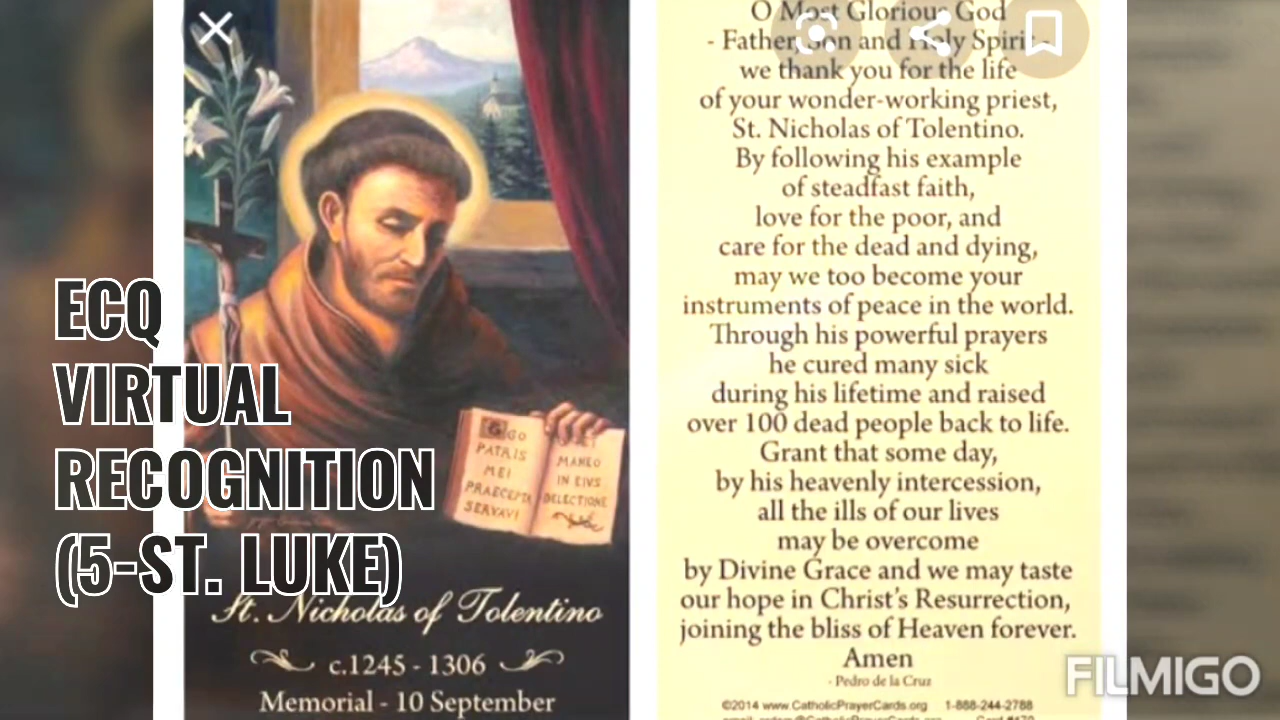 ECQ
VIRTUAL
RECOGNITION
(5-ST. LUKE)
GGO
PATRIS
MEI
PRAECEPTA
SERVAVI
MANEO
IN EIVS
DELECTIONE
St. Nicholas of Tolentino
c.1245 - 1306
Memorial - 10 September
O Most Glorious God
- Father, Son and Holy Spirit -
we thank you for the life
of your wonder-working priest,
St. Nicholas of Tolentino.
By following his example
of steadfast faith,
love for the poor, and
care for the dead and dying,
may we too become your
instruments of peace in the world.
Through his powerful prayers
he cured many sick
during his lifetime and raised
over 100 dead people back to life.
Grant that some day,
by his heavenly intercession,
all the ills of our lives
may be overcome
by Divine Grace and we may taste
our hope in Christ's Resurrection,
joining the bliss of Heaven forever.
Amen
- Pedro de la Cruz
©2014 www.CatholicPrayerCards.org 1-888-244-2788
FILMIGO